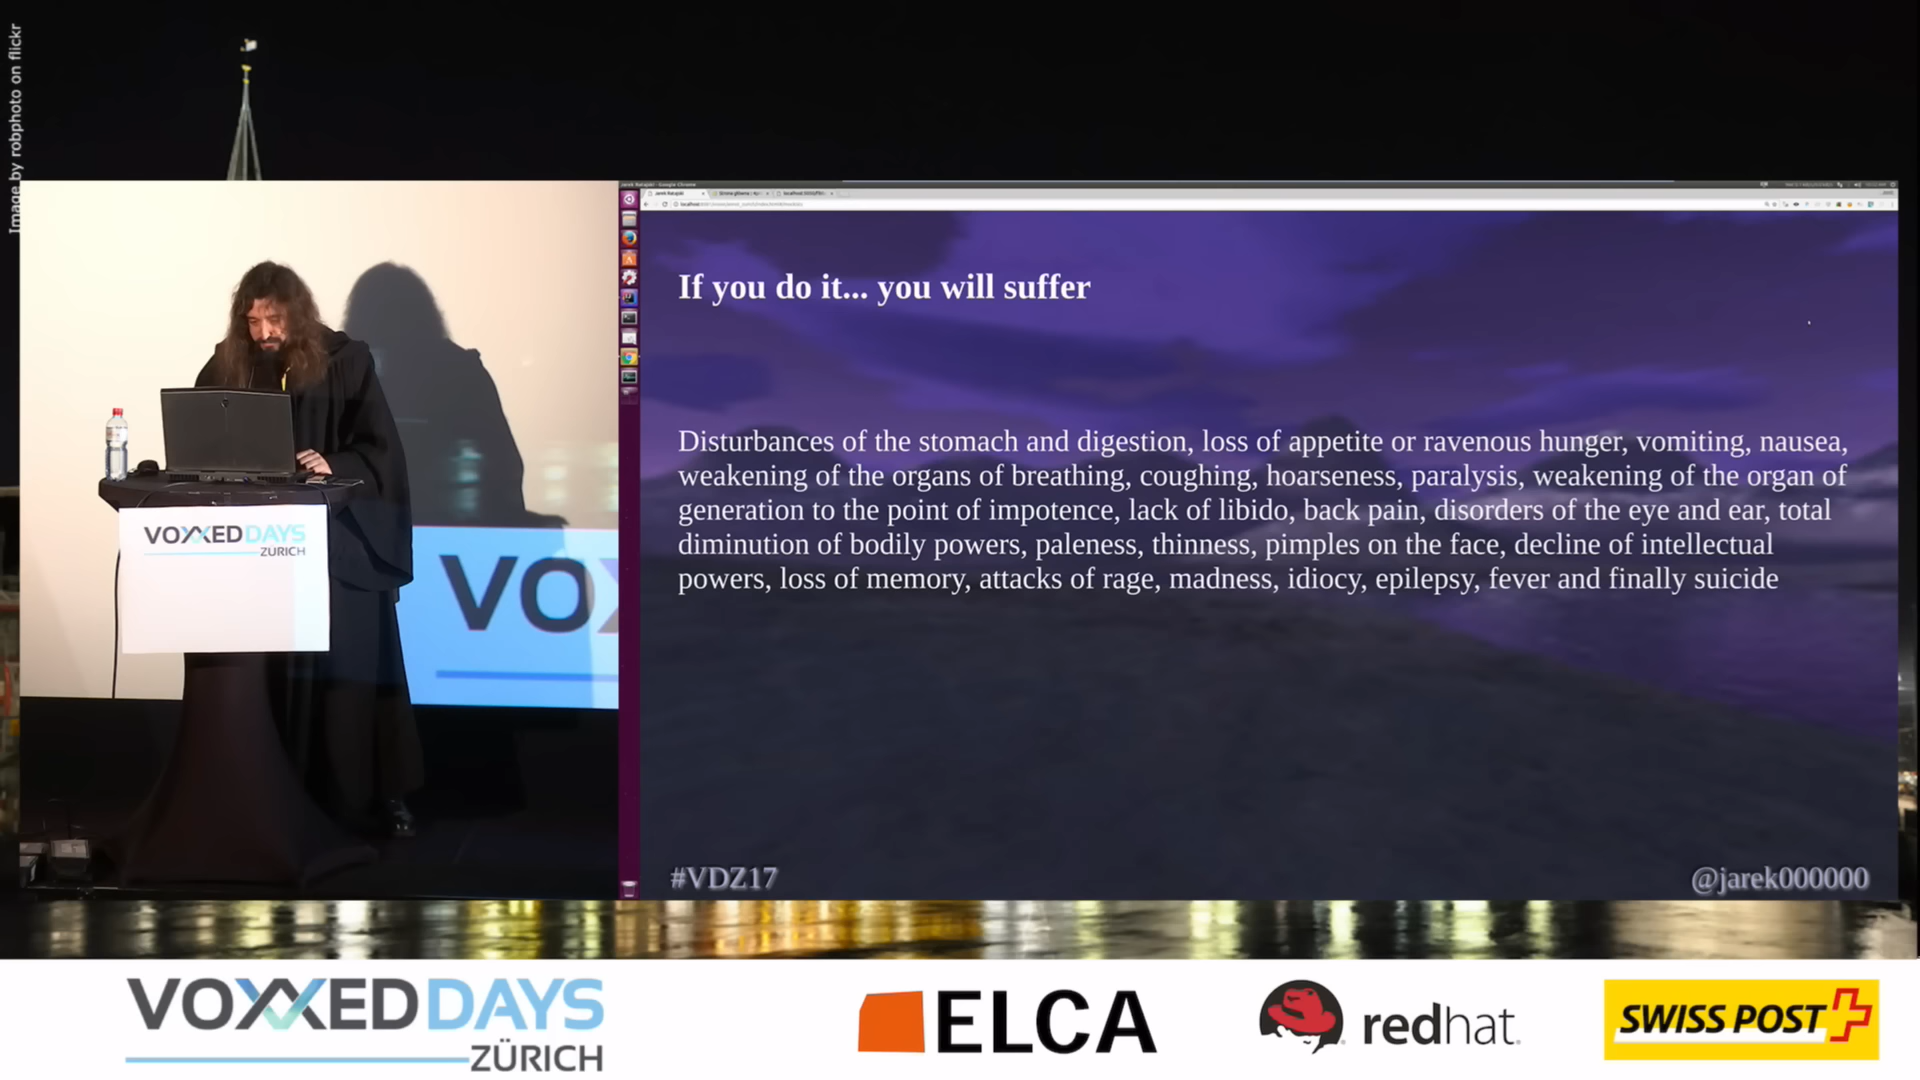 Image by robphoto on flickr
If you do it... you will suffer
Disturbances of the stomach and digestion, loss of appetite or ravenous hunger, vomiting, nausea,
weakening of the organs of breathing, coughing, hoarseness, paralysis, weakening of the organ of
generation to the point of impotence, lack of libido, back pain, disorders of the eye and ear, total
diminution of bodily powers, paleness, thinness, pimples on the face, decline of intellectual
powers, loss of memory, attacks of rage, madness, idiocy, epilepsy, fever and finally suicide
#VDZ17
@jarek000000
VOXXED DAYS
ZÜRICH
VO
VOXXED DAYS
ZÜRICH
ELCA
redhat.
SWISS POST